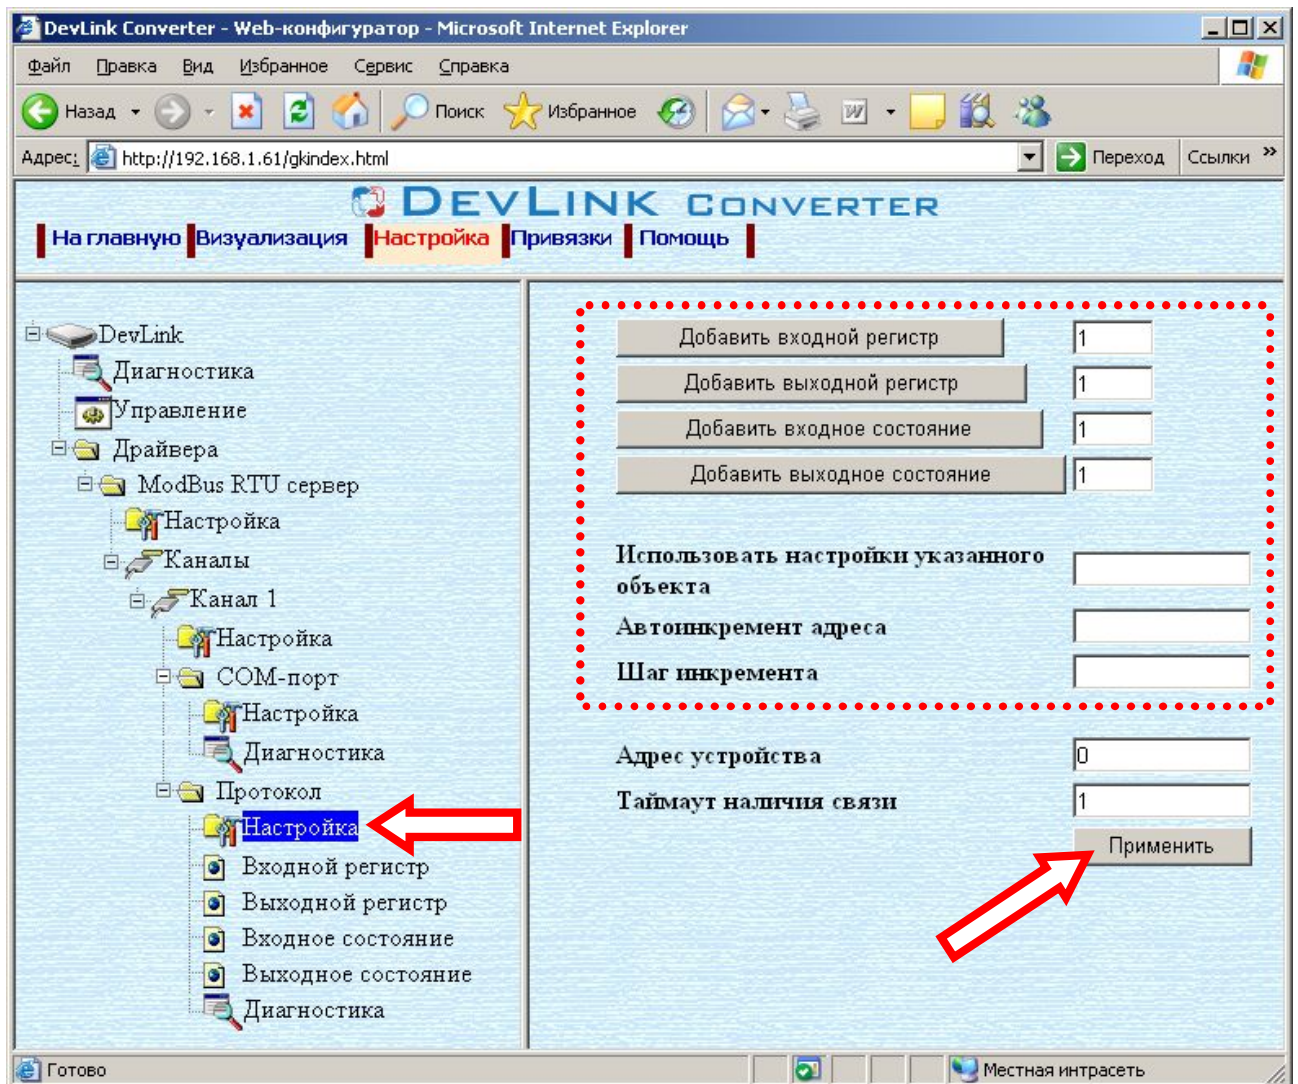 DevLink Converter - Web-конфигуратор - Microsoft Internet Explorer
Файл Правка Вид Избранное Сервис Справка
Назад Поиск Избранное
Адрес: http://192.168.1.61/gkindex.html Переход Ссылки »
DEVLINK CONVERTER
На главную Визуализация Настройка Привязки Помощь
DevLink
Диагностика
Управление
Драйвера
ModBus RTU сервер
Настройка
Каналы
Канал 1
Настройка
COM-порт
Настройка
Диагностика
Протокол
Настройка
Входной регистр
Выходной регистр
Входное состояние
Выходное состояние
Диагностика
Добавить входной регистр 1
Добавить выходной регистр 1
Добавить входное состояние 1
Добавить выходное состояние 1
Использовать настройки указанного
объекта
Автоинкремент адреса
Шаг инкремента
Адрес устройства 0
Таймаут наличия связи 1
Применить
Готово Местная интрасеть